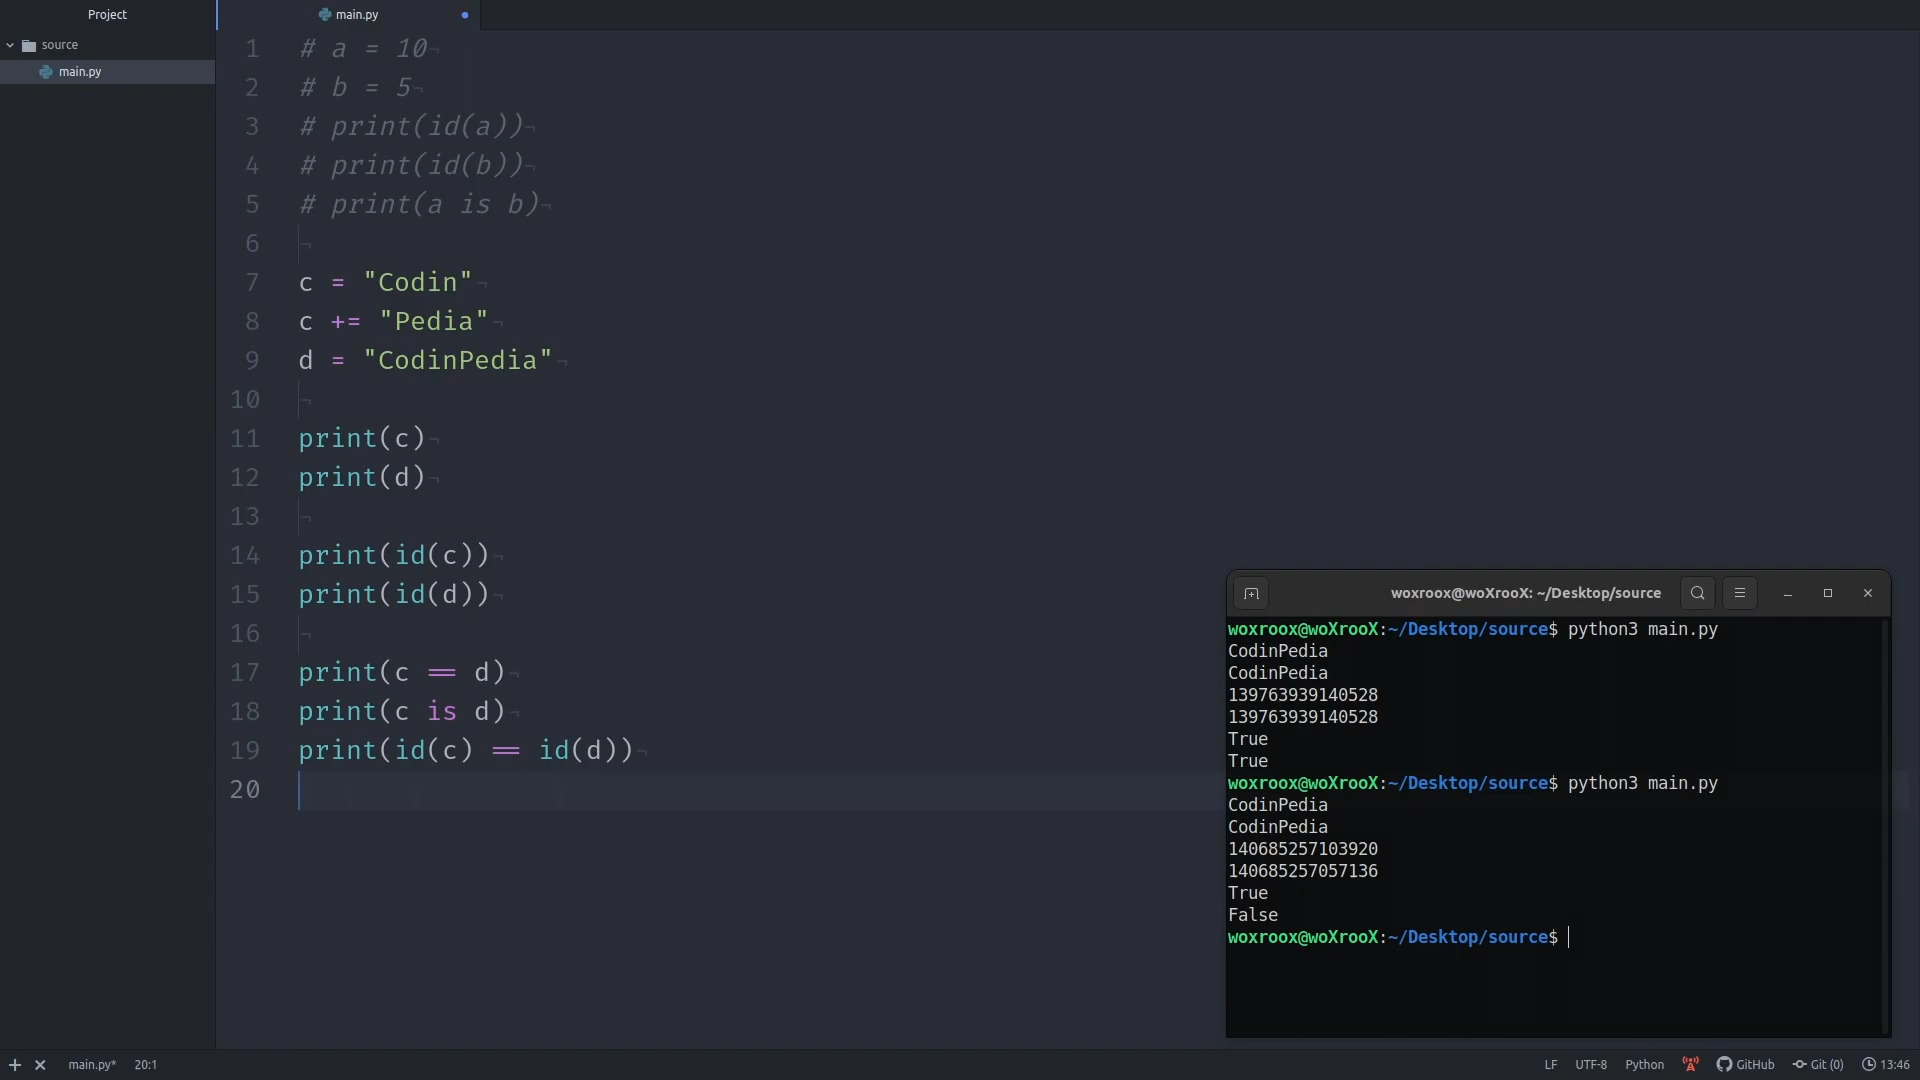 Project
source
main.py
main.py
1 # a = 10
2 # b = 5
3 # print(id(a))
4 # print(id(b))
5 # print(a is b)
6
7 c = "Codin"
8 c += "Pedia"
9 d = "CodinPedia"
10
11 print(c)
12 print(d)
13
14 print(id(c))
15 print(id(d))
16
17 print(c == d)
18 print(c is d)
19 print(id(c) == id(d))
20
woxroox@woXrooX: ~/Desktop/source
woxroox@woXrooX:~/Desktop/source$ python3 main.py
CodinPedia
CodinPedia
139763939140528
139763939140528
True
True
woxroox@woXrooX:~/Desktop/source$ python3 main.py
CodinPedia
CodinPedia
140685257103920
140685257057136
True
False
woxroox@woXrooX:~/Desktop/source$
main.py* 20:1 LF UTF-8 Python GitHub Git (0) 13:46